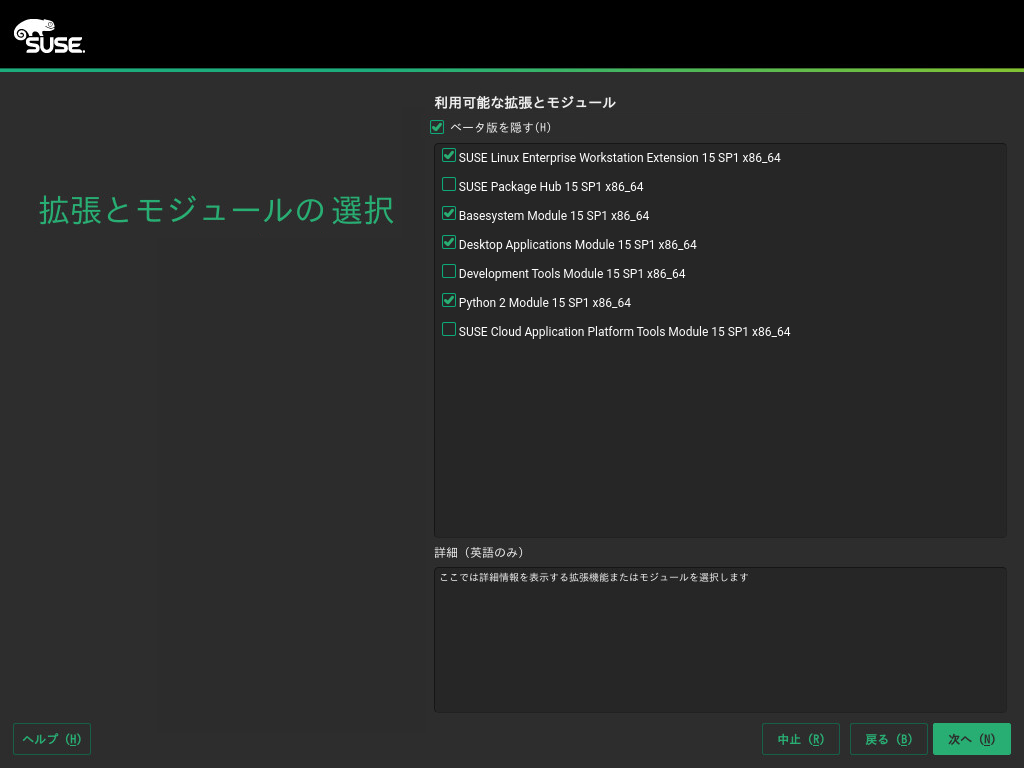 SUSE.
利用可能な拡張とモジュール
ベータ版を隠す(H)
拡張とモジュールの選択
SUSE Linux Enterprise Workstation Extension 15 SP1 x86_64
SUSE Package Hub 15 SP1 x86_64
Basesystem Module 15 SP1 x86_64
Desktop Applications Module 15 SP1 x86_64
Development Tools Module 15 SP1 x86_64
Python 2 Module 15 SP1 x86_64
SUSE Cloud Application Platform Tools Module 15 SP1 x86_64
詳細（英語のみ）
ここでは詳細情報を表示する拡張機能またはモジュールを選択します
ヘルプ (H) 中止 (R) 戻る (B) 次へ (N)